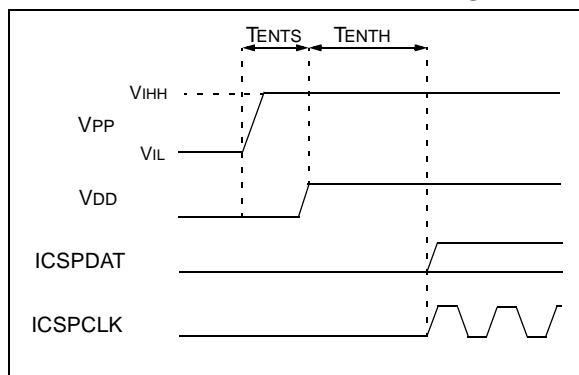 TENTS TENTH
VIHH
VPP
VIL
VDD
ICSPDAT
ICSPCLK